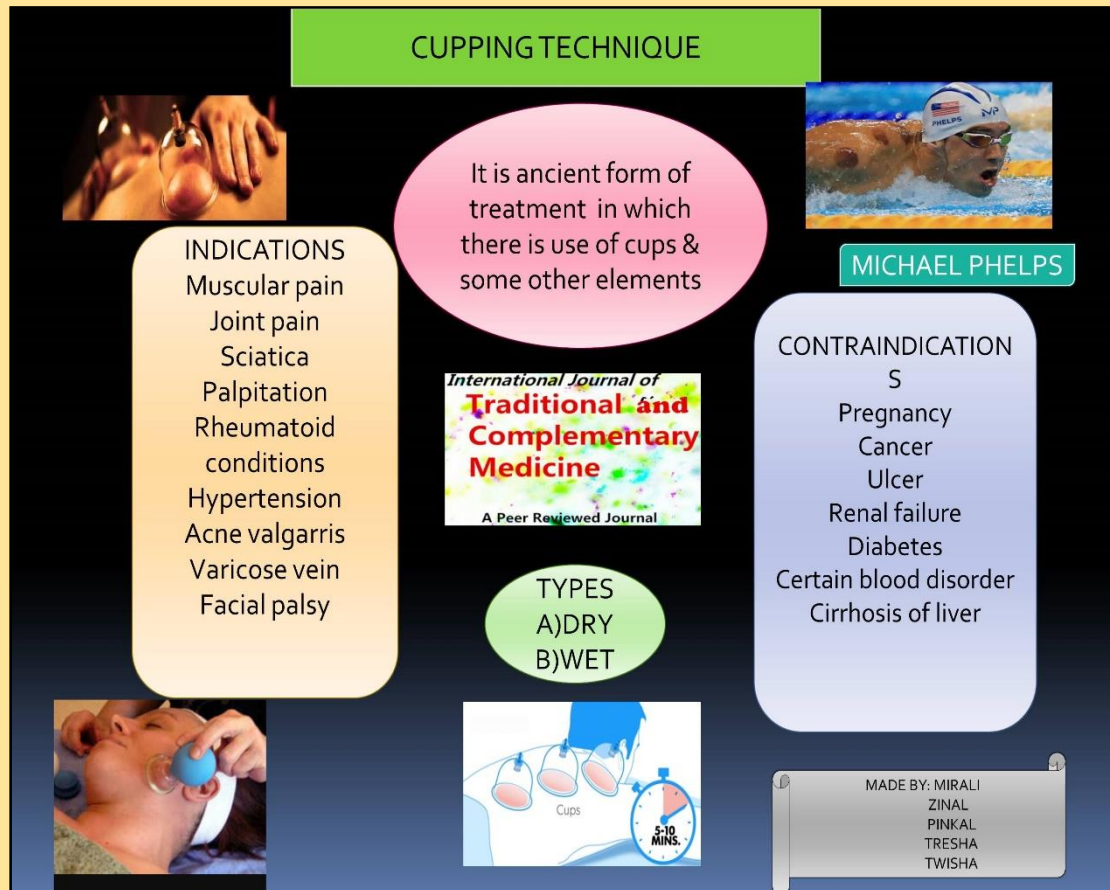 CUPPING TECHNIQUE
It is ancient form of
treatment in which
there is use of cups &
some other elements
PHELPS
MP
MICHAEL PHELPS
INDICATIONS
Muscular pain
Joint pain
Sciatica
Palpitation
Rheumatoid
conditions
Hypertension
Acne valgarris
Varicose vein
Facial palsy
International Journal of
Traditional and
Complementary
Medicine
A Peer Reviewed Journal
CONTRAINDICATION
S
Pregnancy
Cancer
Ulcer
Renal failure
Diabetes
Certain blood disorder
Cirrhosis of liver
TYPES
A)DRY
B)WET
Cups
5-10
MINS.
MADE BY: MIRALI
ZINAL
PINKAL
TRESHA
TWISHA